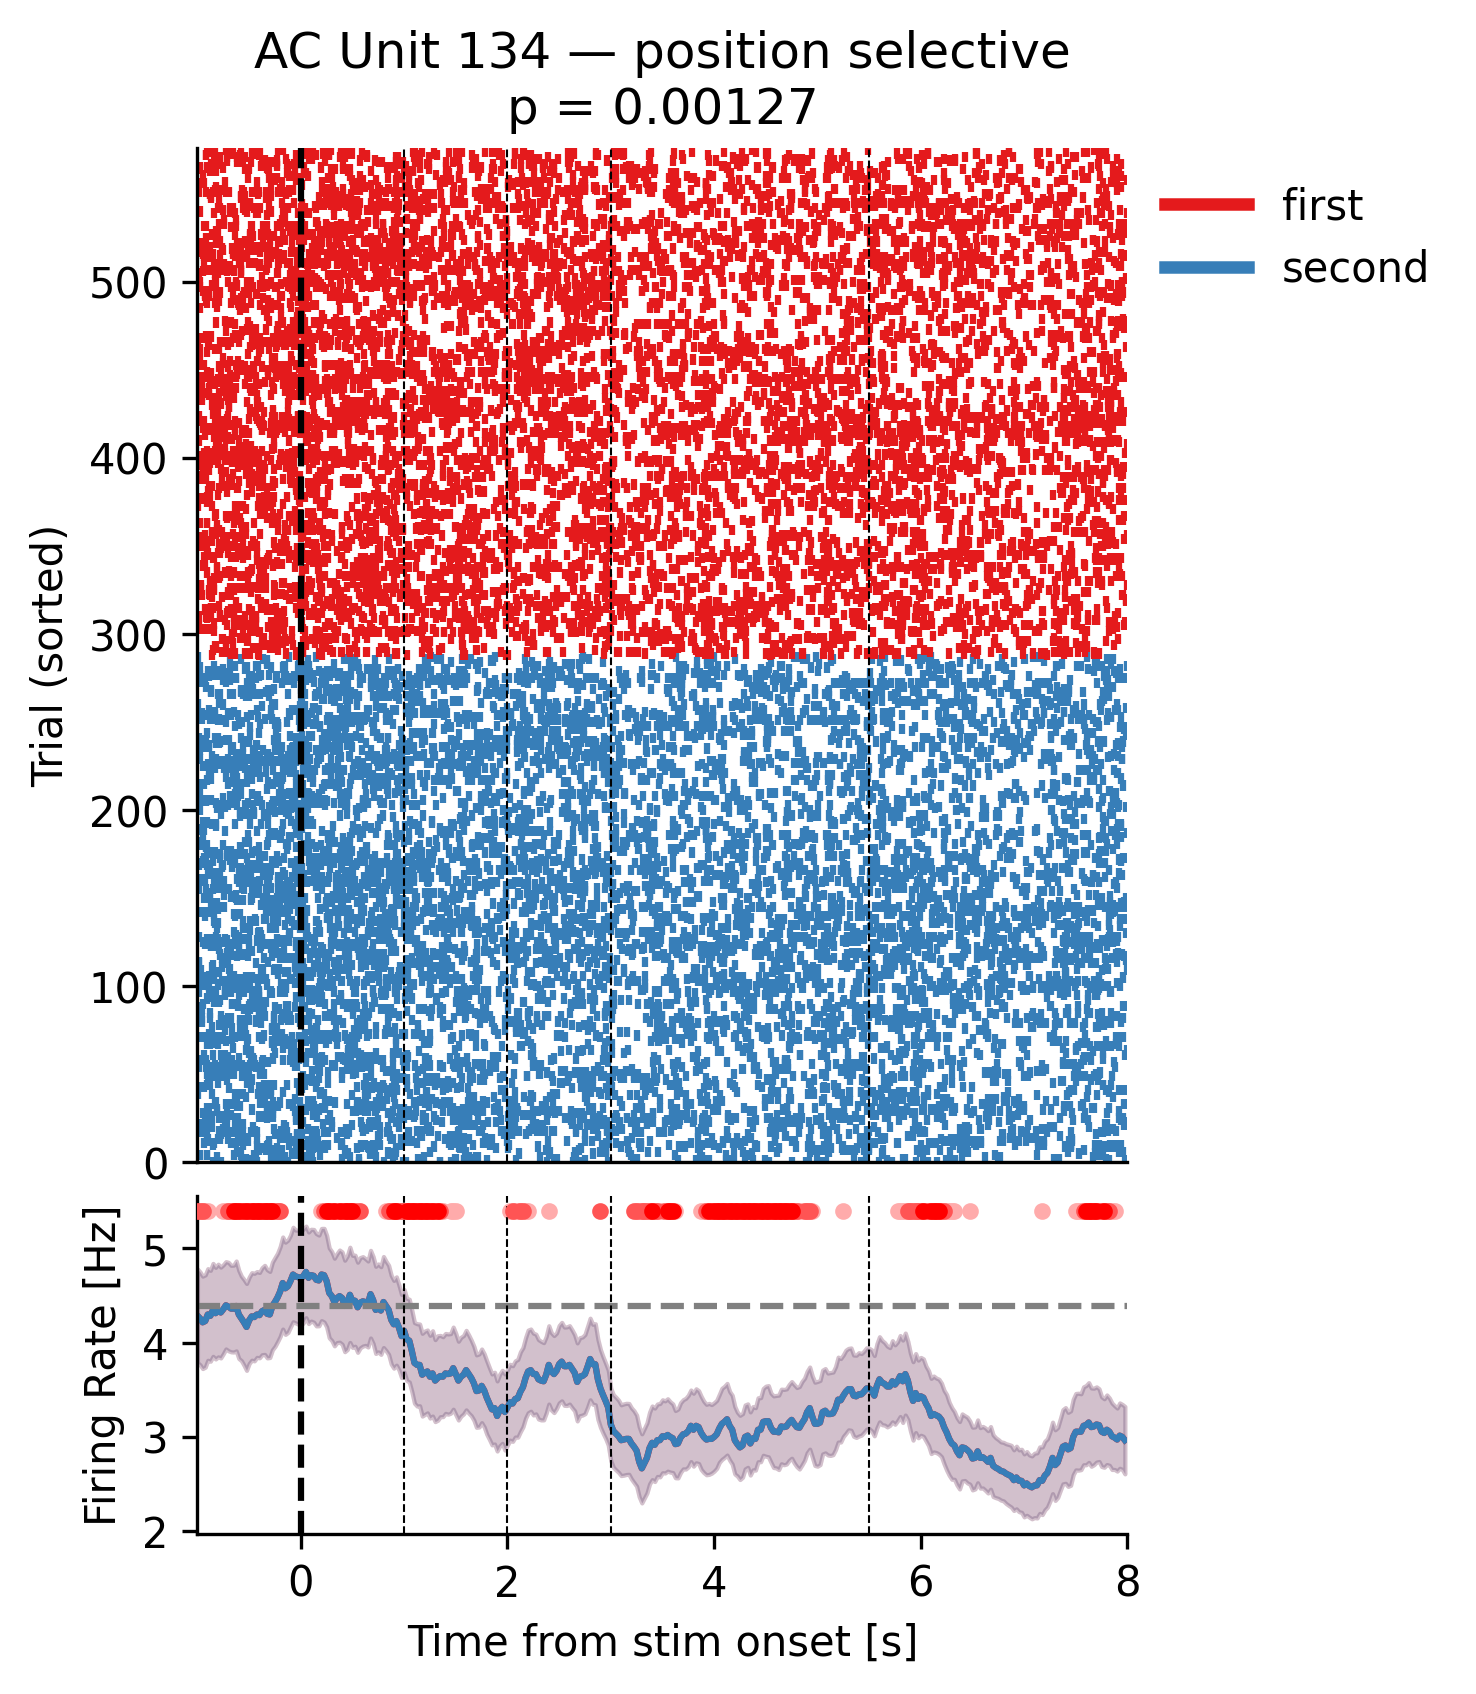 AC Unit 134 — position selective
p = 0.00127
first
second
Trial (sorted)
500
400
300
200
100
0
Firing Rate [Hz]
5
4
3
2
0
2
4
6
8
Time from stim onset [s]